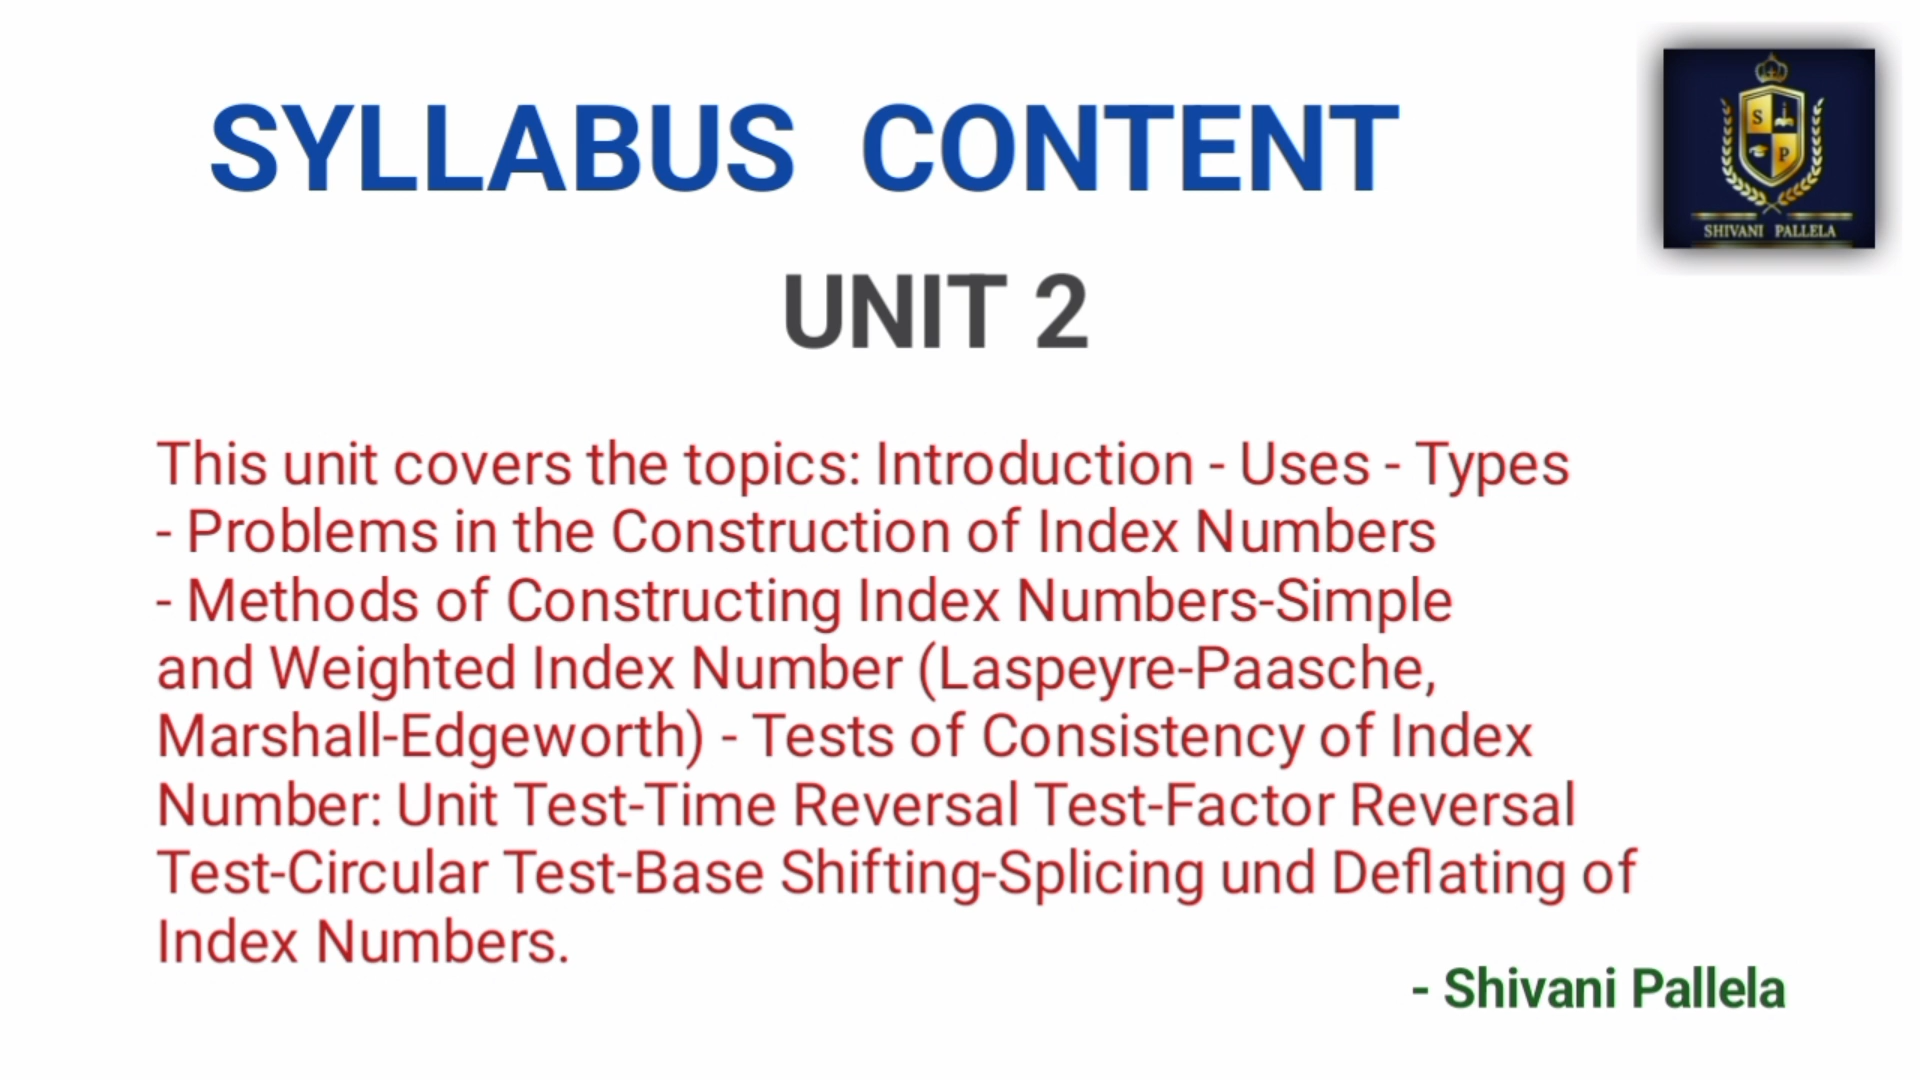 SYLLABUS CONTENT
S
P
SHIVANI PALLELA
UNIT 2
This unit covers the topics: Introduction - Uses - Types
- Problems in the Construction of Index Numbers
- Methods of Constructing Index Numbers-Simple
and Weighted Index Number (Laspeyre-Paasche,
Marshall-Edgeworth) - Tests of Consistency of Index
Number: Unit Test-Time Reversal Test-Factor Reversal
Test-Circular Test-Base Shifting-Splicing und Deflating of
Index Numbers.
- Shivani Pallela